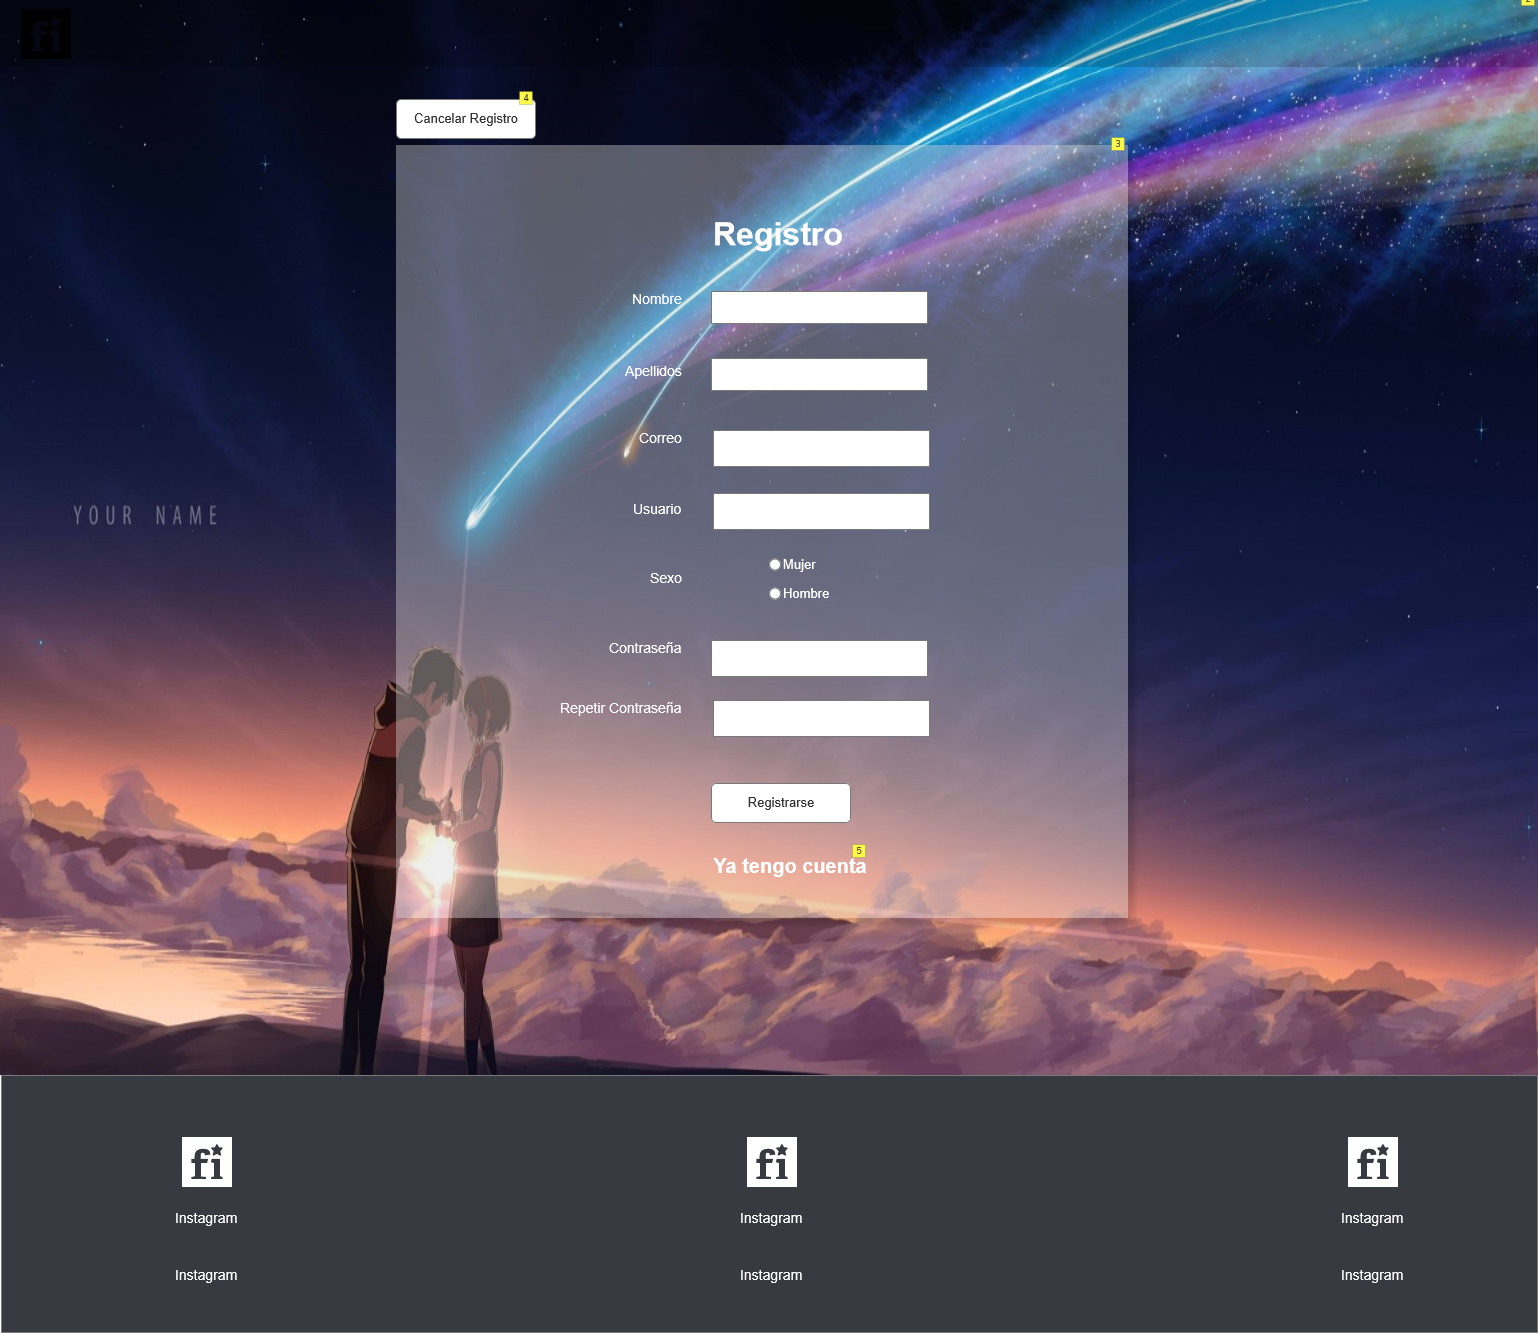 fi
2
4
Cancelar Registro
3
Registro
Nombre
Apellidos
Correo
YOUR NAME
Usuario
Mujer
Sexo
Hombre
Contraseña
Repetir Contraseña
Registrarse
5
Ya tengo cuenta
fi fi fi
Instagram Instagram Instagram
Instagram Instagram Instagram